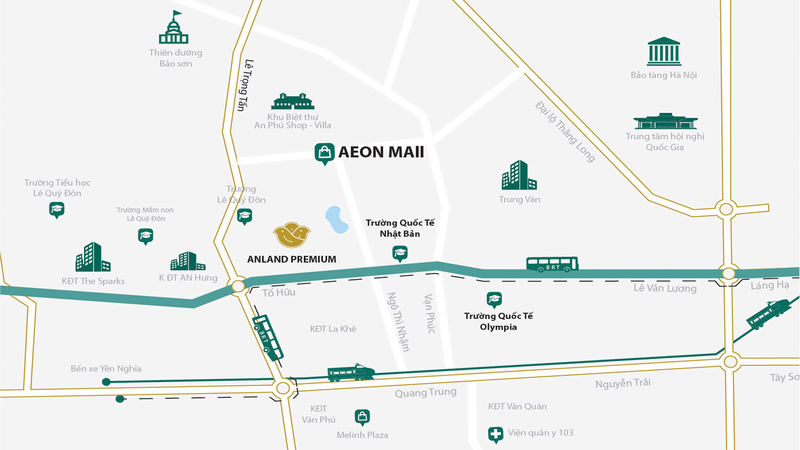 Thiên đường
Bảo sơn
Lê Trọng Tấn
Khu Biệt thự
An Phú Shop - Villa
AEON MAll
Đại lộ Thăng Long
Bảo tàng Hà Nội
Trung tâm hội nghị
Quốc Gia
Trung Văn
Trường Tiểu học
Lê Quý Đôn
Trường Mầm non
Lê Quý Đôn
Trường
Lê Quý Đôn
Trường Quốc Tế
Nhật Bản
ANLAND PREMIUM
KĐT The Sparks
K ĐT AN Hưng
BRT
Tố Hữu
Lê Văn Lương
Láng Hạ
Ngô Thì Nhậm
Vạn Phúc
Trường Quốc Tế
Olympia
KĐT La Khê
Bến xe Yên Nghĩa
Quang Trung
Nguyễn Trãi
Tây Sơ
KĐT
Văn Phú
Melinh Plaza
KĐT Văn Quán
Viện quân y 103